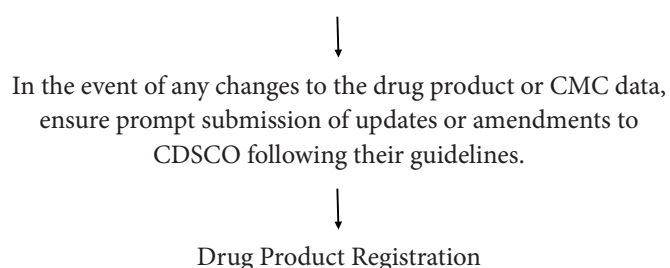 In the event of any changes to the drug product or CMC data,
ensure prompt submission of updates or amendments to
CDSCO following their guidelines.
Drug Product Registration